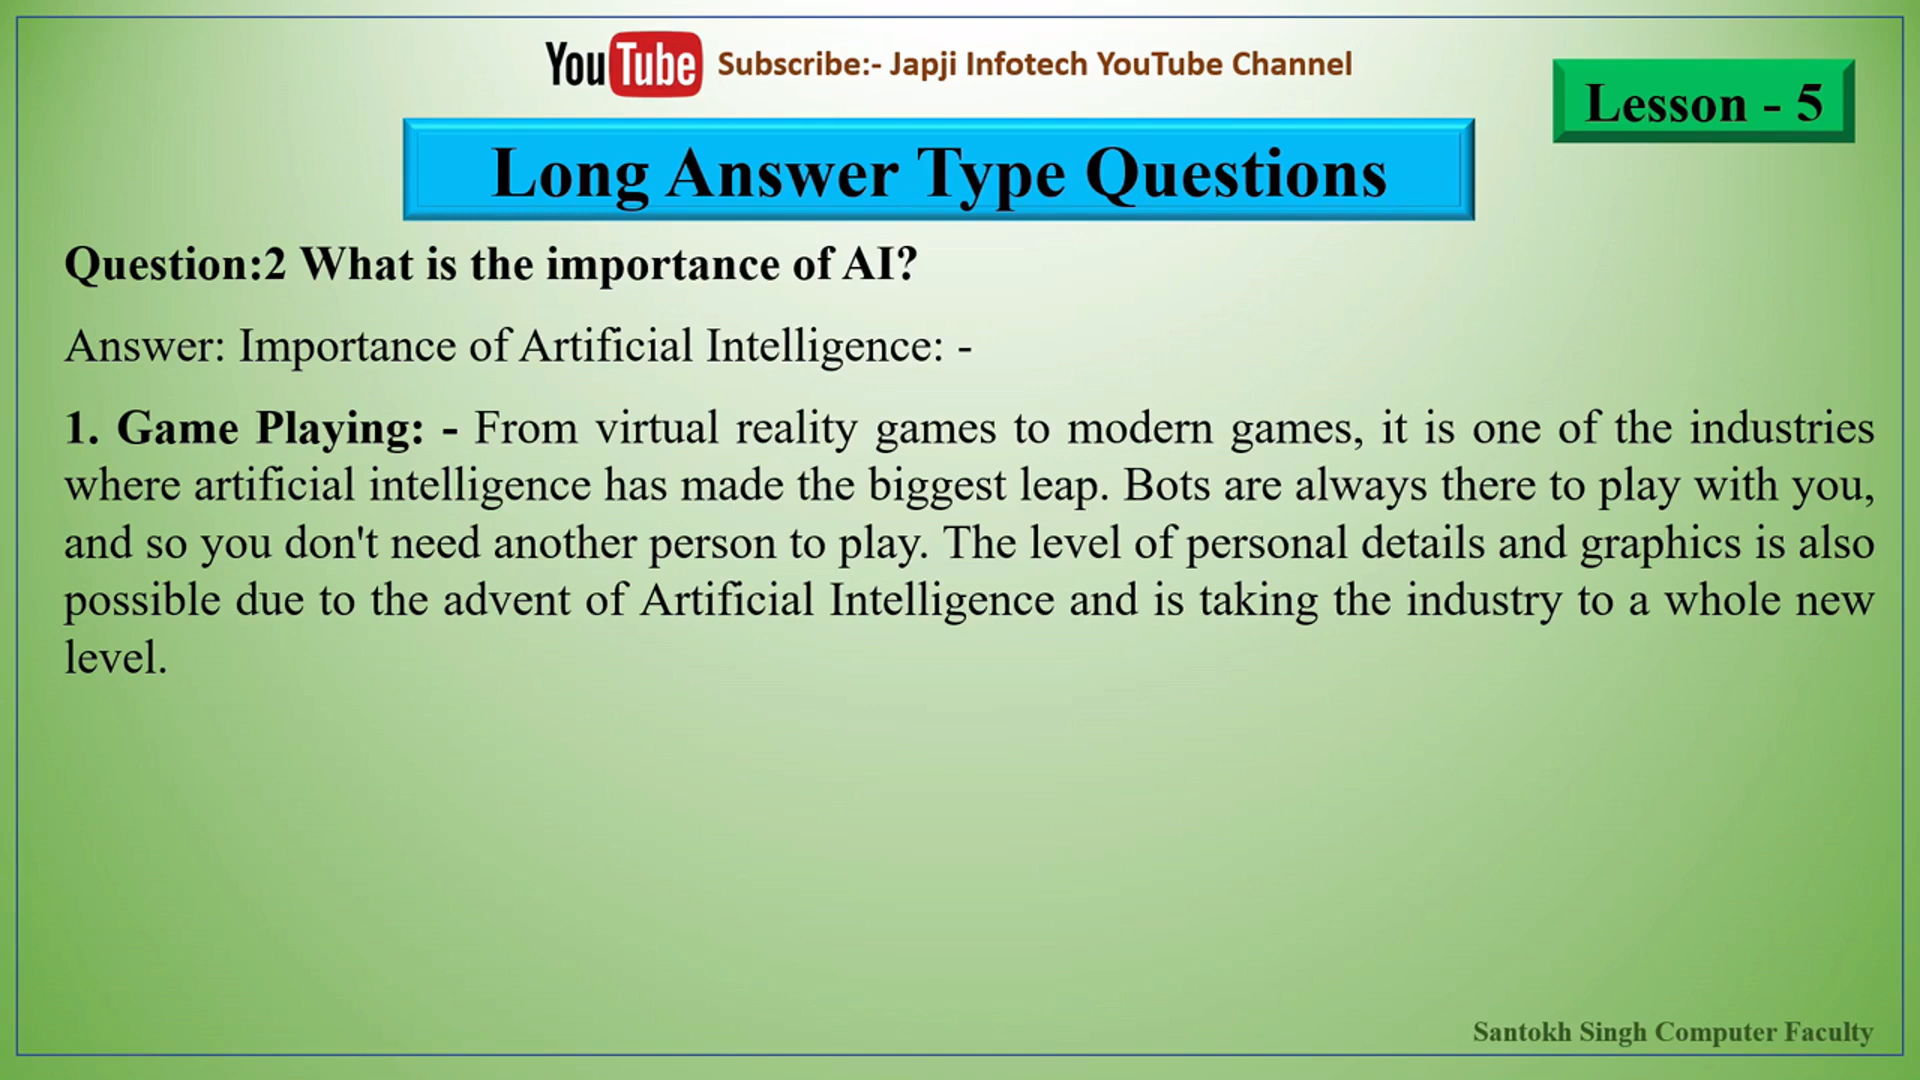 YouTube Subscribe:- Japji Infotech YouTube Channel
Lesson - 5
Long Answer Type Questions
Question:2 What is the importance of AI?
Answer: Importance of Artificial Intelligence: -
1. Game Playing: - From virtual reality games to modern games, it is one of the industries
where artificial intelligence has made the biggest leap. Bots are always there to play with you,
and so you don't need another person to play. The level of personal details and graphics is also
possible due to the advent of Artificial Intelligence and is taking the industry to a whole new
level.
Santokh Singh Computer Faculty